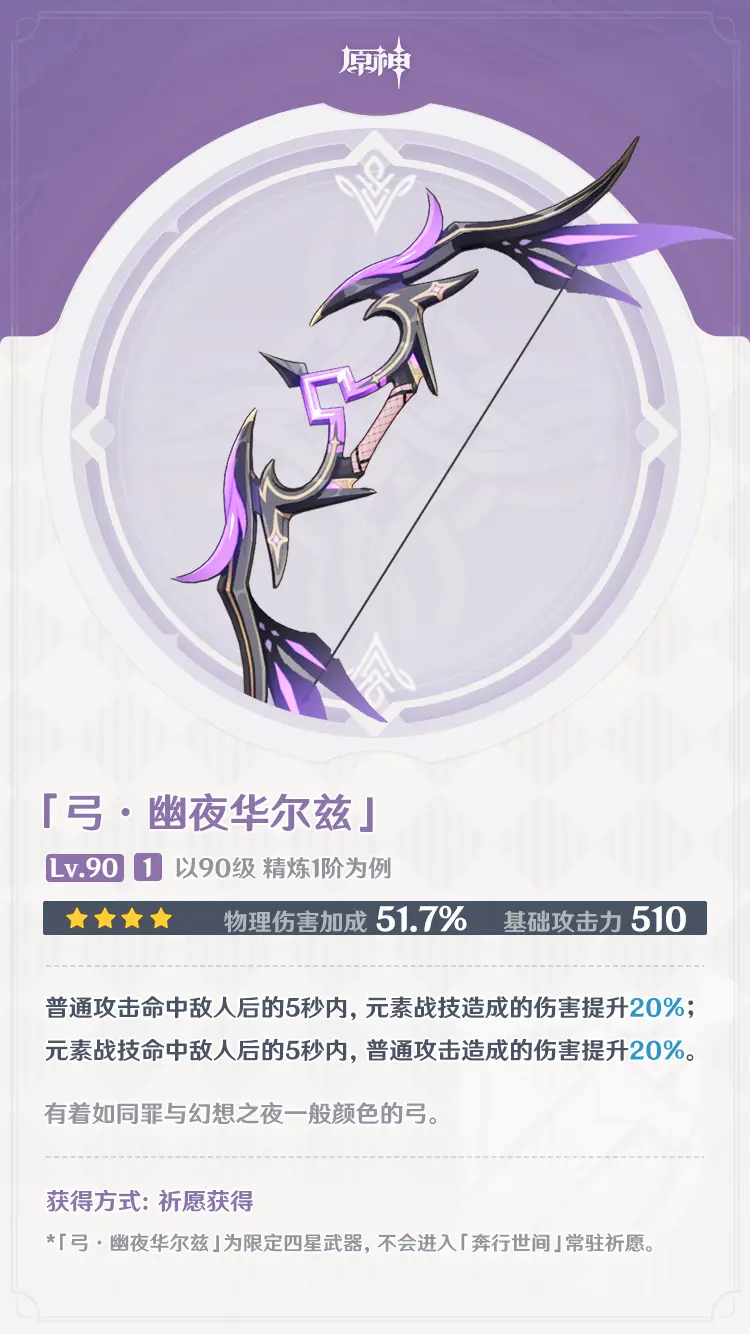 原神
「弓·幽夜华尔兹」
Lv.90 1 以90级 精炼1阶为例
物理伤害加成 51.7% 基础攻击力 510
普通攻击命中敌人后的5秒内, 元素战技造成的伤害提升20%;
元素战技命中敌人后的5秒内, 普通攻击造成的伤害提升20%。
有着如同罪与幻想之夜一般颜色的弓。
获得方式: 祈愿获得
*「弓·幽夜华尔兹」为限定四星武器, 不会进入「奔行世间」常驻祈愿。